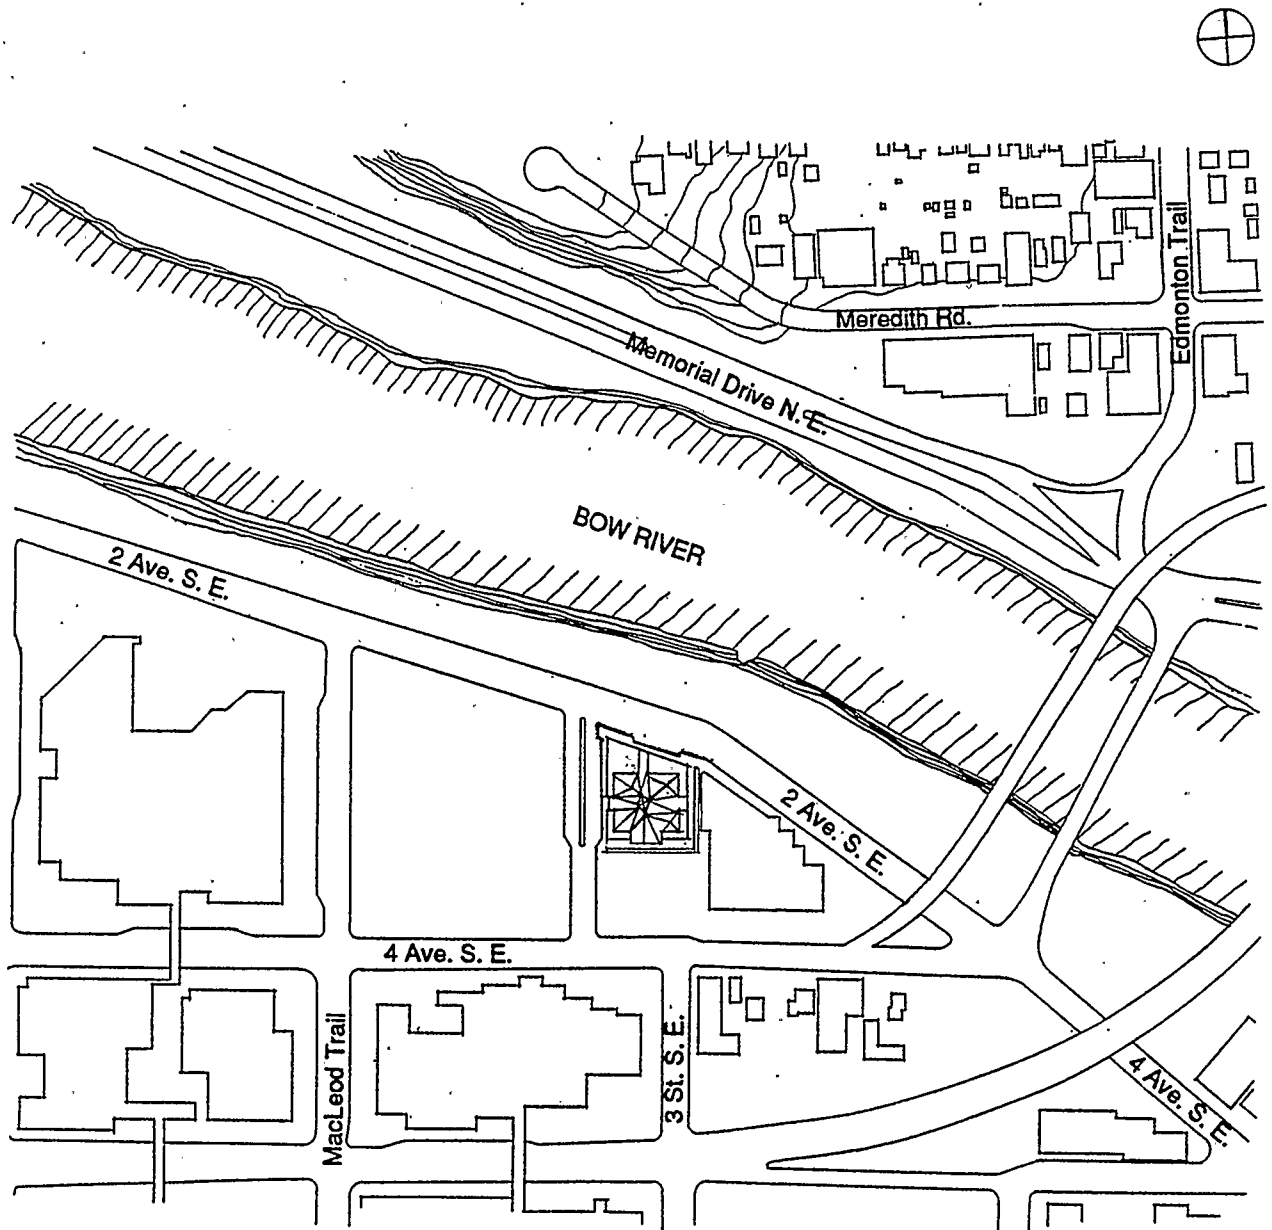 Edmonton Trail
Meredith Rd.
Memorial Drive N. E.
BOW RIVER
2 Ave. S. E.
2 Ave. S. E.
4 Ave. S. E.
MacLeod Trail
3 St. S. E.
4 Ave. S. E.